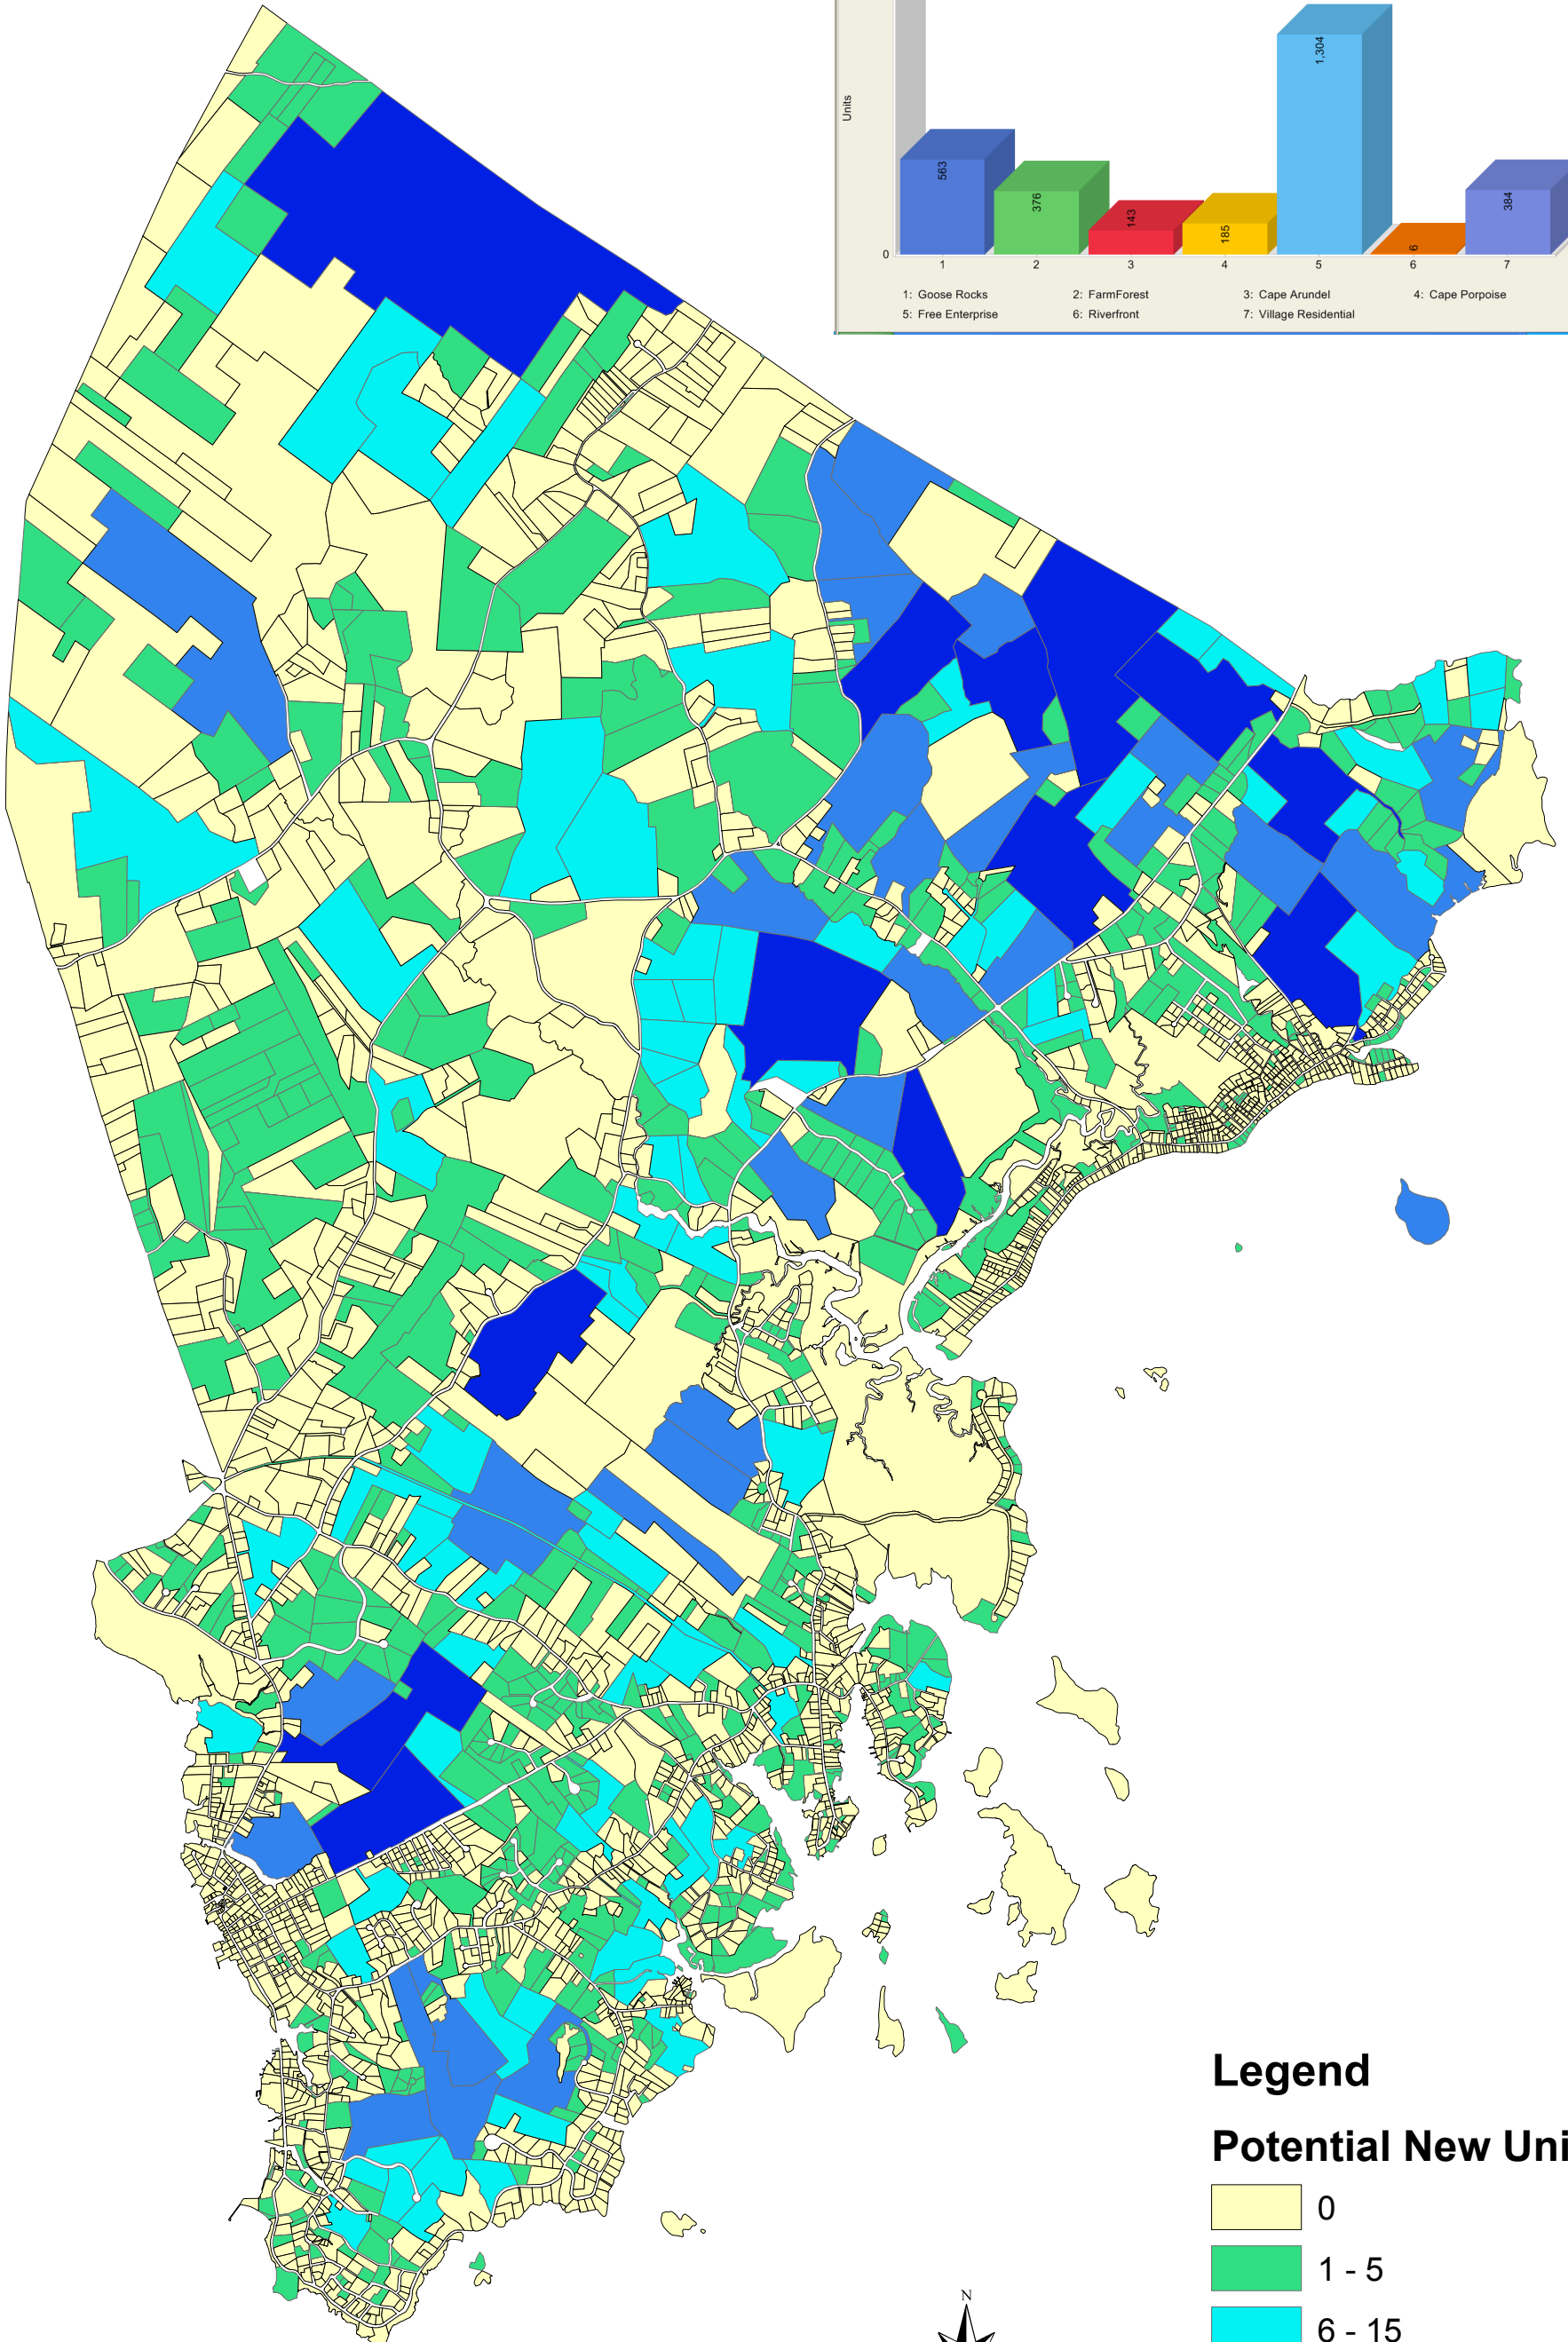 Units
1,304
563
376
143
185
6
384
0
1 2 3 4 5 6 7
1: Goose Rocks 2: FarmForest 3: Cape Arundel 4: Cape Porpoise
5: Free Enterprise 6: Riverfront 7: Village Residential
Legend
Potential New Uni
0
1 - 5
N
6 - 15